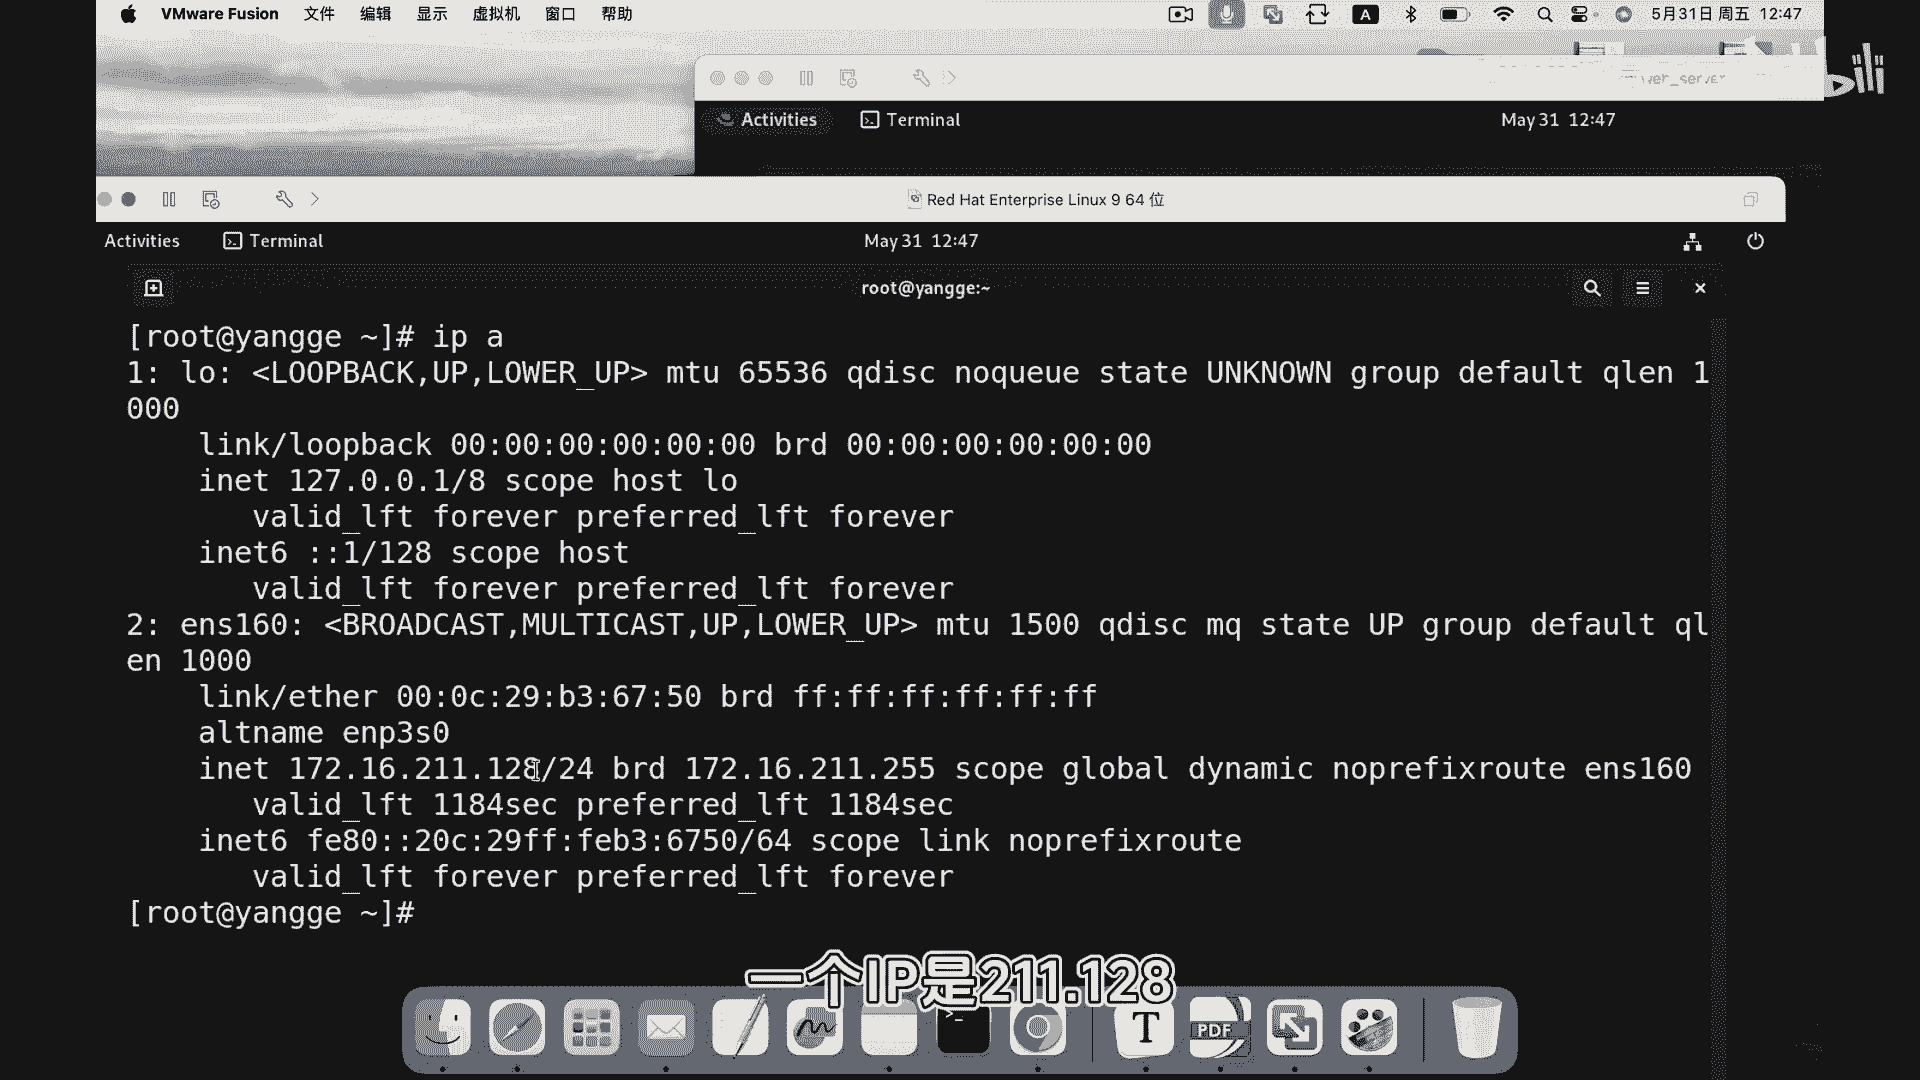 VMware Fusion 文件 编辑 显示 虚拟机 窗口 帮助 A 5月31日 周五 12:47
web_server
bili
Activities Terminal May 31 12:47
Red Hat Enterprise Linux 9 64 位
Activities Terminal May 31 12:47
root@yangge:~
[root@yangge ~]# ip a
1: lo: <LOOPBACK,UP,LOWER_UP> mtu 65536 qdisc noqueue state UNKNOWN group default qlen 1
000
link/loopback 00:00:00:00:00:00 brd 00:00:00:00:00:00
inet 127.0.0.1/8 scope host lo
valid_lft forever preferred_lft forever
inet6 ::1/128 scope host
valid_lft forever preferred_lft forever
2: ens160: <BROADCAST,MULTICAST,UP,LOWER_UP> mtu 1500 qdisc mq state UP group default ql
en 1000
link/ether 00:0c:29:b3:67:50 brd ff:ff:ff:ff:ff:ff
altname enp3s0
inet 172.16.211.128/24 brd 172.16.211.255 scope global dynamic noprefixroute ens160
valid_lft 1184sec preferred_lft 1184sec
inet6 fe80::20c:29ff:feb3:6750/64 scope link noprefixroute
valid_lft forever preferred_lft forever
[root@yangge ~]#
一个IP是211.128
T PDF